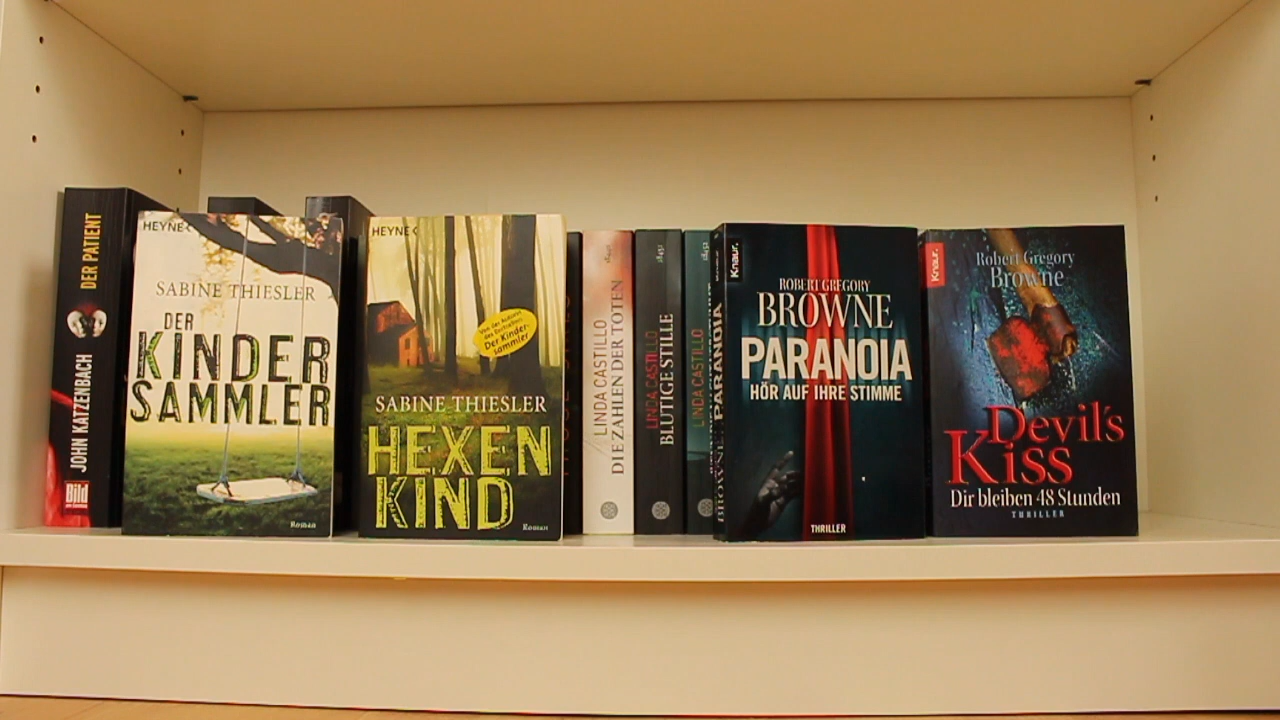 DER PATIENT
JOHN KATZENBACH
Bild
HEYNE<
SABINE THIESLER
DER
KINDER
SAMMLER
Roman
HEYNE<
Von der Autorin
des Bestsellers
Der Kinder-
sammler
SABINE THIESLER
HEXEN
KIND
Roman
LINDA CASTILLO
DIE ZAHLEN DER TOTEN
LINDA CASTILLO
BLUTIGE STILLE
LINDA CASTILLO
BROWNE PARANOIA
Knaur.
ROBERT GREGORY
BROWNE
PARANOIA
HÖR AUF IHRE STIMME
THRILLER
Knaur.
Robert Gregory
Browne
Devil's
Kiss
Dir bleiben 48 Stunden
THRILLER